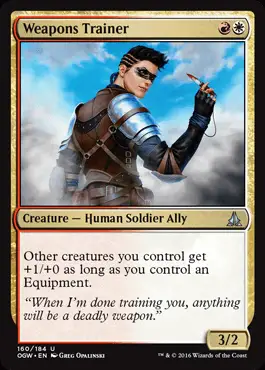 Weapons Trainer
Creature — Human Soldier Ally
Other creatures you control get
+1/+0 as long as you control an
Equipment.
“When I’m done training you, anything
will be a deadly weapon.”
3/2
160/184 U
OGW • EN Greg Opalinski
™ & © 2016 Wizards of the Coast